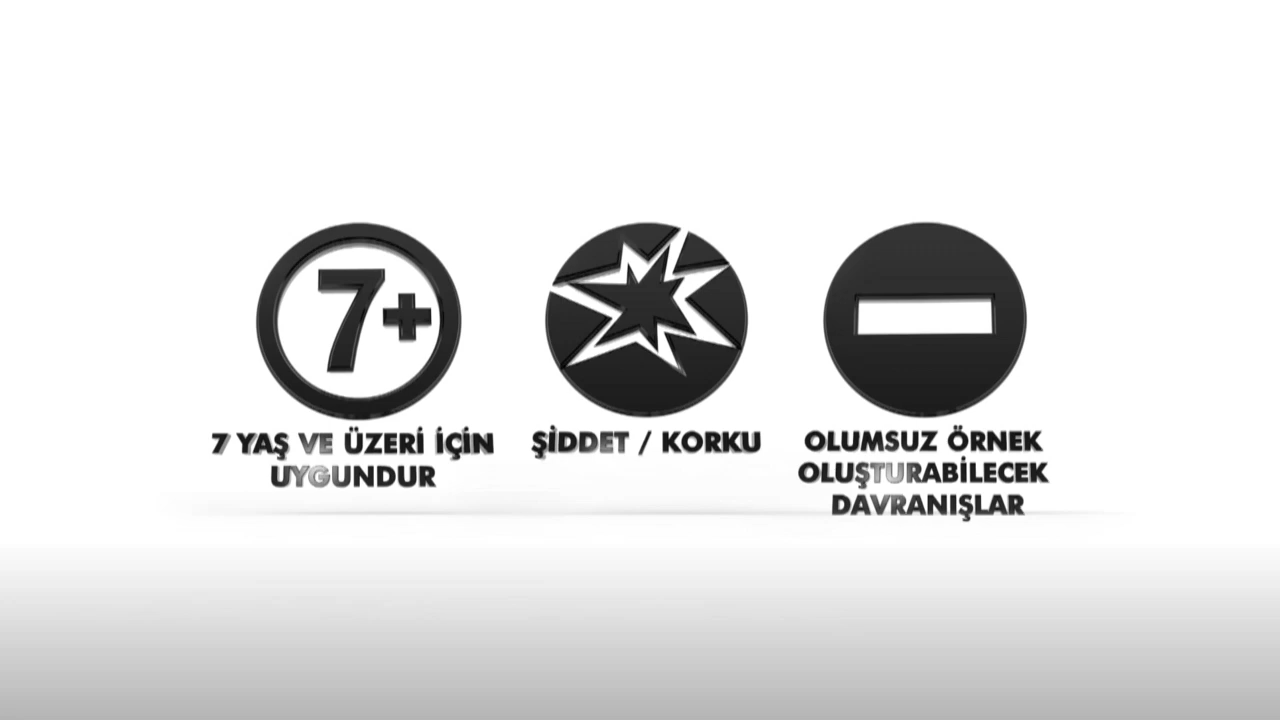 7+
7 YAŞ VE ÜZERİ İÇİN
UYGUNDUR
ŞİDDET / KORKU
OLUMSUZ ÖRNEK
OLUŞTURABİLECEK
DAVRANIŞLAR